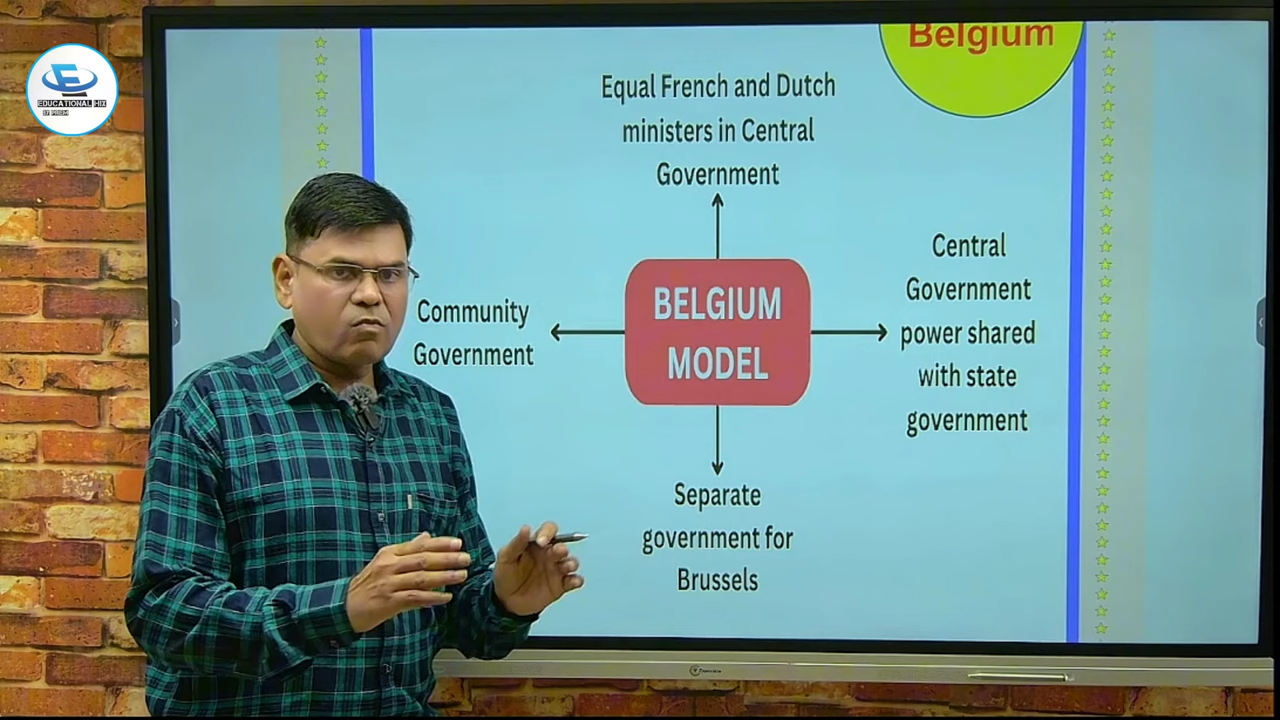 EDUCATIONAL HIX
Belgium
Equal French and Dutch
ministers in Central
Government
Community
Government
BELGIUM
MODEL
Central
Government
power shared
with state
government
Separate
government for
Brussels